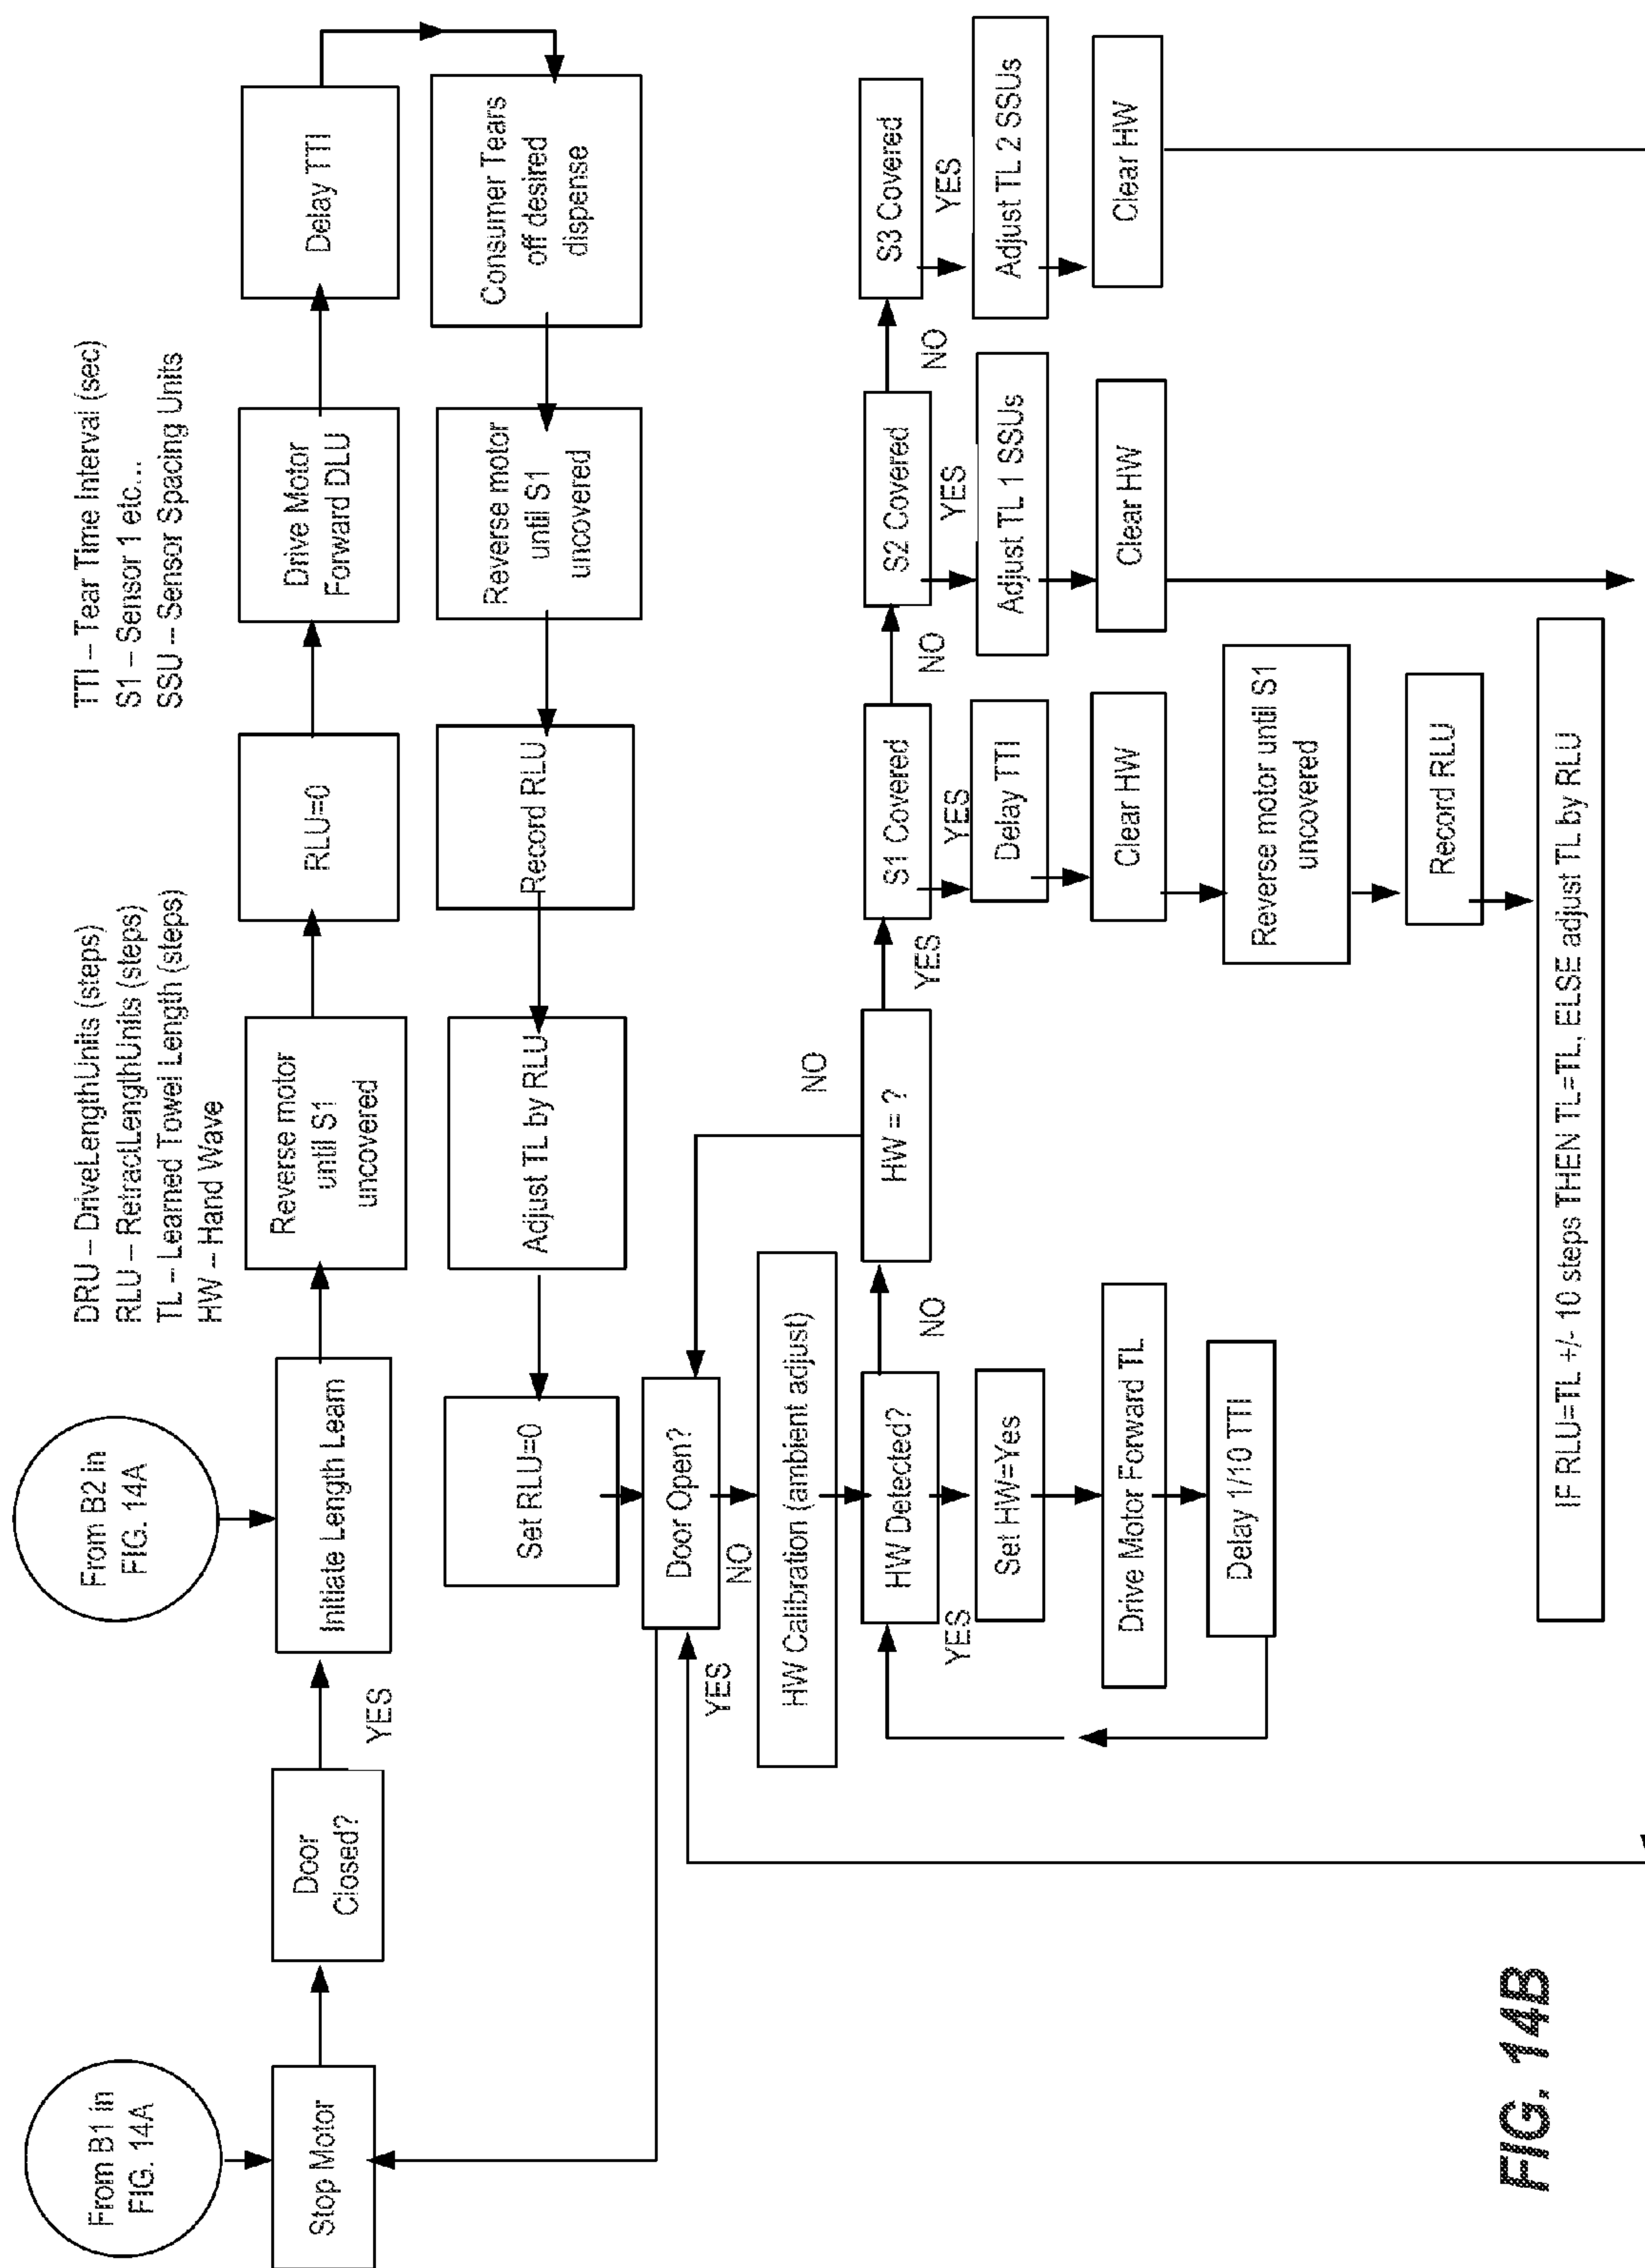 From B1 in
FIG. 14A
From B2 in
FIG. 14A
DRU – DriveLengthUnits (steps)
RLU – RetractLengthUnits (steps)
TL – Learned Towel Length (steps)
HW – Hand Wave
TTI – Tear Time Interval (sec)
S1 – Sensor 1 etc...
SSU – Sensor Spacing Units
Stop Motor
Door
Closed?
YES
Initiate Length Learn
Reverse motor
until S1
uncovered
RLU=0
Drive Motor
Forward DLU
Delay TTI
Consumer Tears
off desired
dispense
Reverse motor
until S1
uncovered
Record RLU
Adjust TL by RLU
Set RLU=0
Door Open?
YES
NO
NO
HW Calibration (ambient adjust)
HW Detected?
NO
HW = ?
YES
S1 Covered
NO
S2 Covered
NO
S3 Covered
YES
YES
YES
YES
Set HW=Yes
Delay TTI
Adjust TL 1 SSUs
Adjust TL 2 SSUs
Drive Motor Forward TL
Clear HW
Clear HW
Clear HW
Delay 1/10 TTI
Reverse motor until S1
uncovered
Record RLU
IF RLU=TL +/- 10 steps THEN TL=TL, ELSE adjust TL by RLU
FIG. 14B